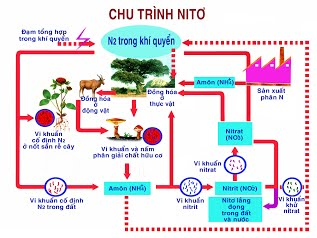 CHU TRÌNH NITƠ
Đạm tổng hợp
trong khí quyển
N2 trong khí quyển
Amôn (NH3)
Sản xuất
phân N
Đồng hóa
ở
động vật
Đồng hóa
ở
thực vật
Nitrat
(NO3)
Vi khuẩn
cố định N2
ở nốt sần rễ cây
Vi khuẩn và nấm
phân giải chất hữu cơ
Vi khuẩn
nitrat
Vi khuẩn cố định
N2 trong đất
Amôn (NH3)
Vi khuẩn
nitrit
Nitrit (NO2)
Vi khuẩn
khử
nitrat
Nitơ lắng
đọng
trong đất
và nước